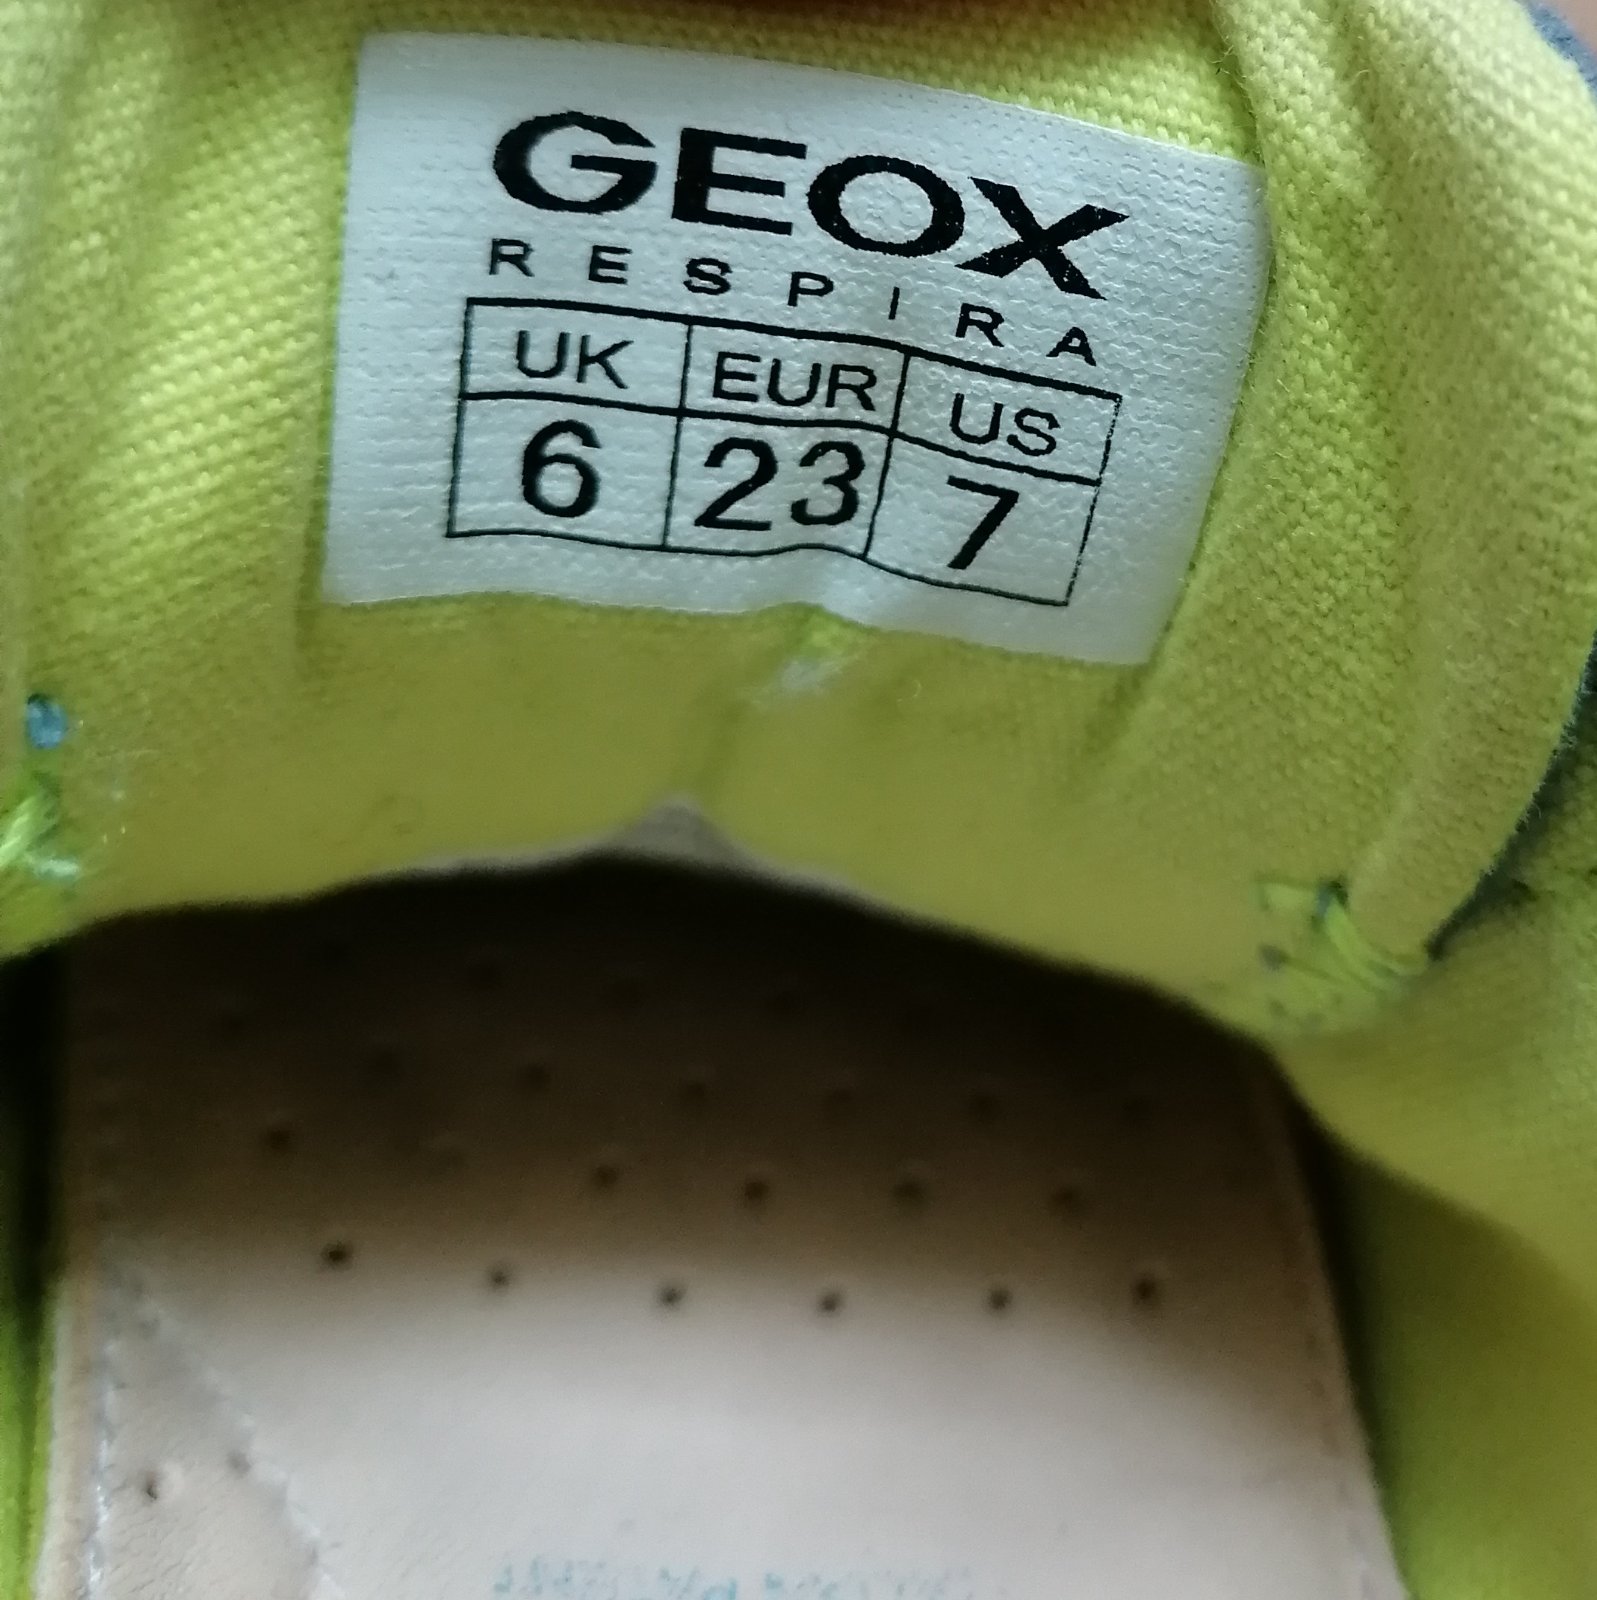 GEOX
RESPIRA
UK EUR US
6 23 7